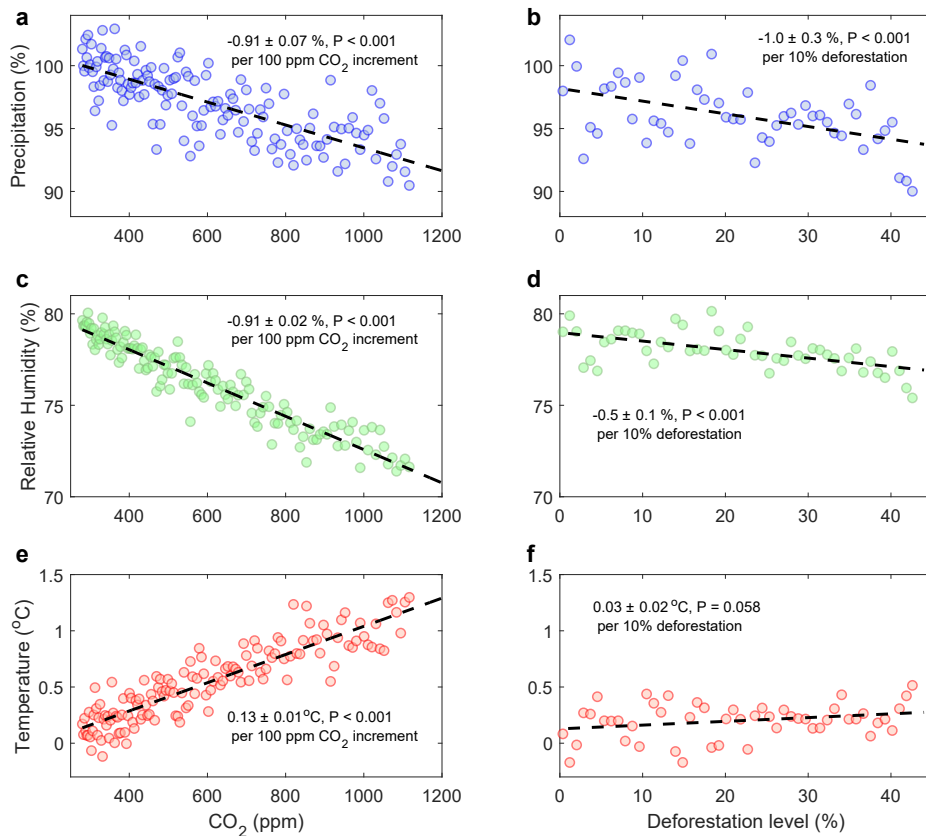 a
b
-0.91 ± 0.07 %, P < 0.001
per 100 ppm CO2 increment
-1.0 ± 0.3 %, P < 0.001
per 10% deforestation
Precipitation (%)
100
95
90
400
600
800
1000
1200
100
95
90
0
10
20
30
40
c
d
-0.91 ± 0.02 %, P < 0.001
per 100 ppm CO2 increment
-0.5 ± 0.1 %, P < 0.001
per 10% deforestation
Relative Humidity (%)
80
75
70
400
600
800
1000
1200
80
75
70
0
10
20
30
40
e
f
0.13 ± 0.01°C, P < 0.001
per 100 ppm CO2 increment
0.03 ± 0.02 °C, P = 0.058
per 10% deforestation
Temperature (°C)
1.5
1
0.5
0
400
600
800
1000
1200
CO2 (ppm)
1.5
1
0.5
0
0
10
20
30
40
Deforestation level (%)